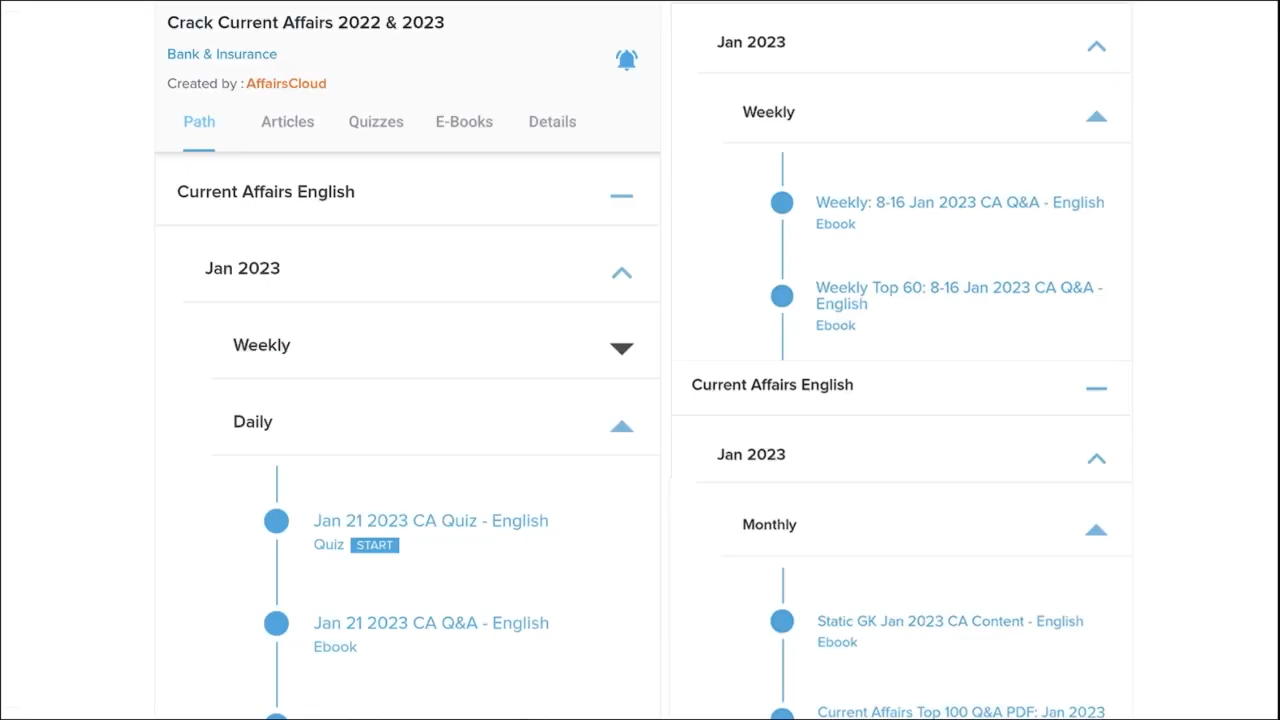 Crack Current Affairs 2022 & 2023
Bank & Insurance
Created by : AffairsCloud
Path Articles Quizzes E-Books Details
Current Affairs English
Jan 2023
Weekly
Daily
Jan 21 2023 CA Quiz - English
Quiz START
Jan 21 2023 CA Q&A - English
Ebook
Jan 2023
Weekly
Weekly: 8-16 Jan 2023 CA Q&A - English
Ebook
Weekly Top 60: 8-16 Jan 2023 CA Q&A -
English
Ebook
Current Affairs English
Jan 2023
Monthly
Static GK Jan 2023 CA Content - English
Ebook
Current Affairs Top 100 Q&A PDF: Jan 2023